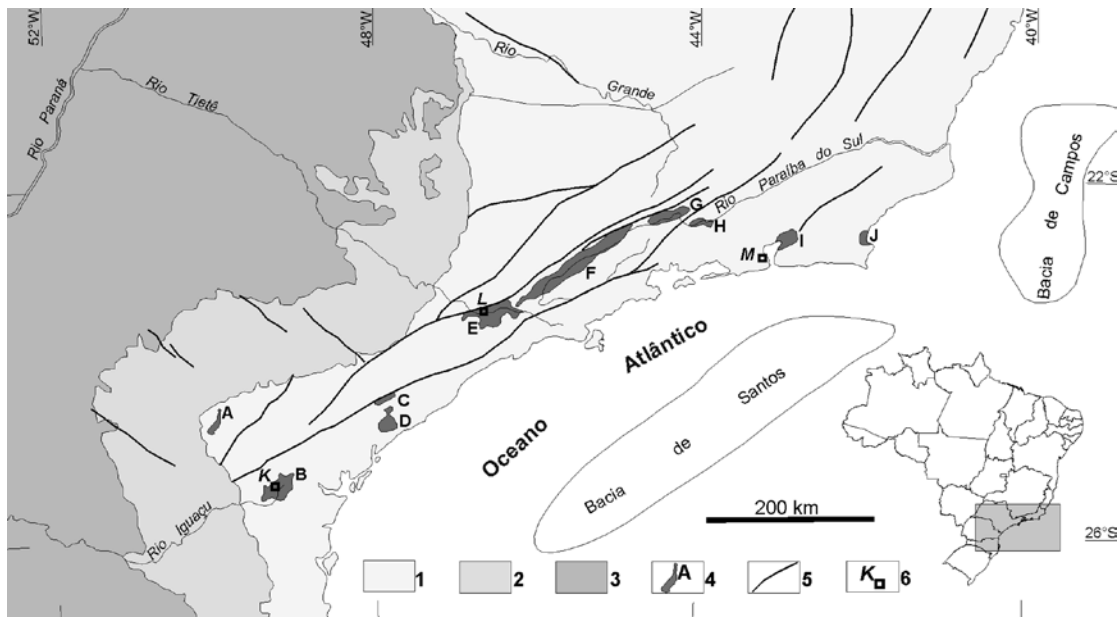 52°W
48°W
44°W
40°W
Rio Paraná
Rio Tietê
Rio Grande
Rio Paraíba do Sul
Bacia de Campos
22°S
G
H
I
J
M
F
L
E
Atlântico
Oceano
A
C
D
K
B
Rio Iguaçu
Bacia de Santos
200 km
26°S
1
2
3
A 4
5
K 6